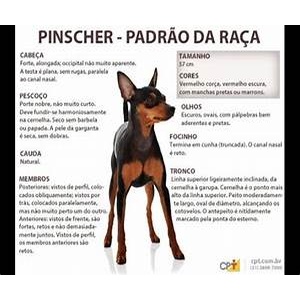 PINSCHER - PADRÃO DA RAÇA
CABEÇA
Forte, alongada; occipital não muito aparente.
A testa é plana, sem rugas, paralela
ao canal nasal.
PESCOÇO
Porte nobre, não muito curto.
Deve fundir-se harmoniosamente
na cernelha. Seco sem barbela
ou papada. A pele da garganta
é seca, sem dobras.
CAUDA
Natural.
MEMBROS
Posteriores: vistos de perfil, colo-
cados obliquamente; vistos por
trás, colocados paralelamente,
mas não muito perto um do outro.
Anteriores: vistos de frente, são
fortes, retos e não demasiada-
mente juntos. Vistos de perfil,
os membros anteriores são
retos.
TAMANHO
37 cm
CORES
Vermelho corça, vermelho escura,
com manchas pretas ou marrons.
OLHOS
Escuros, ovais, com pálpebras bem
aderentes e pretas.
FOCINHO
Termina em cunha (truncada). O canal nasal
é reto.
TRONCO
Linha superior ligeiramente inclinada, da
cernelha à garupa. Cernelha é o ponto mais
alto da linha superior. Peito moderadamen-
te largo, oval de diâmetro, alcançando os
cotovelos. O antepeito é nitidamente
marcado pela ponta do esterno.
CPT
cpt.com.br